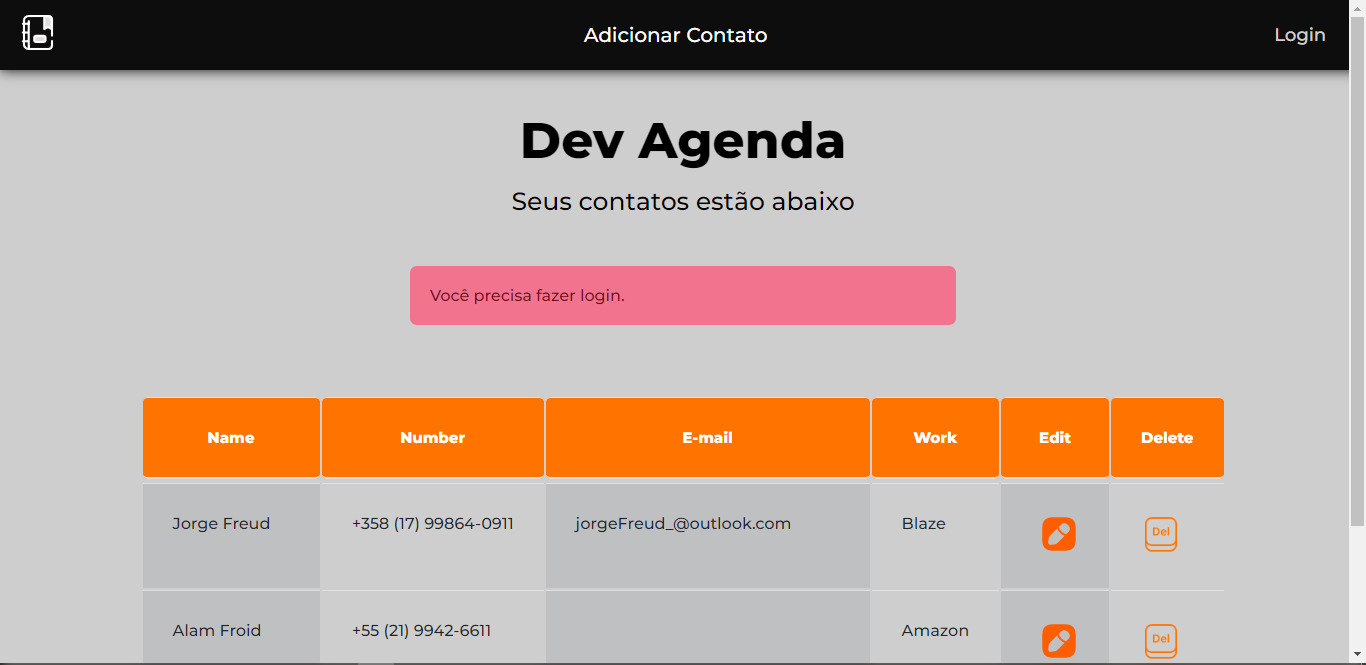 Adicionar Contato
Login
Dev Agenda
Seus contatos estão abaixo
Você precisa fazer login.
Name Number E-mail Work Edit Delete
Jorge Freud +358 (17) 99864-0911 jorgeFreud_@outlook.com Blaze Del
Alam Froid +55 (21) 9942-6611 Amazon Del